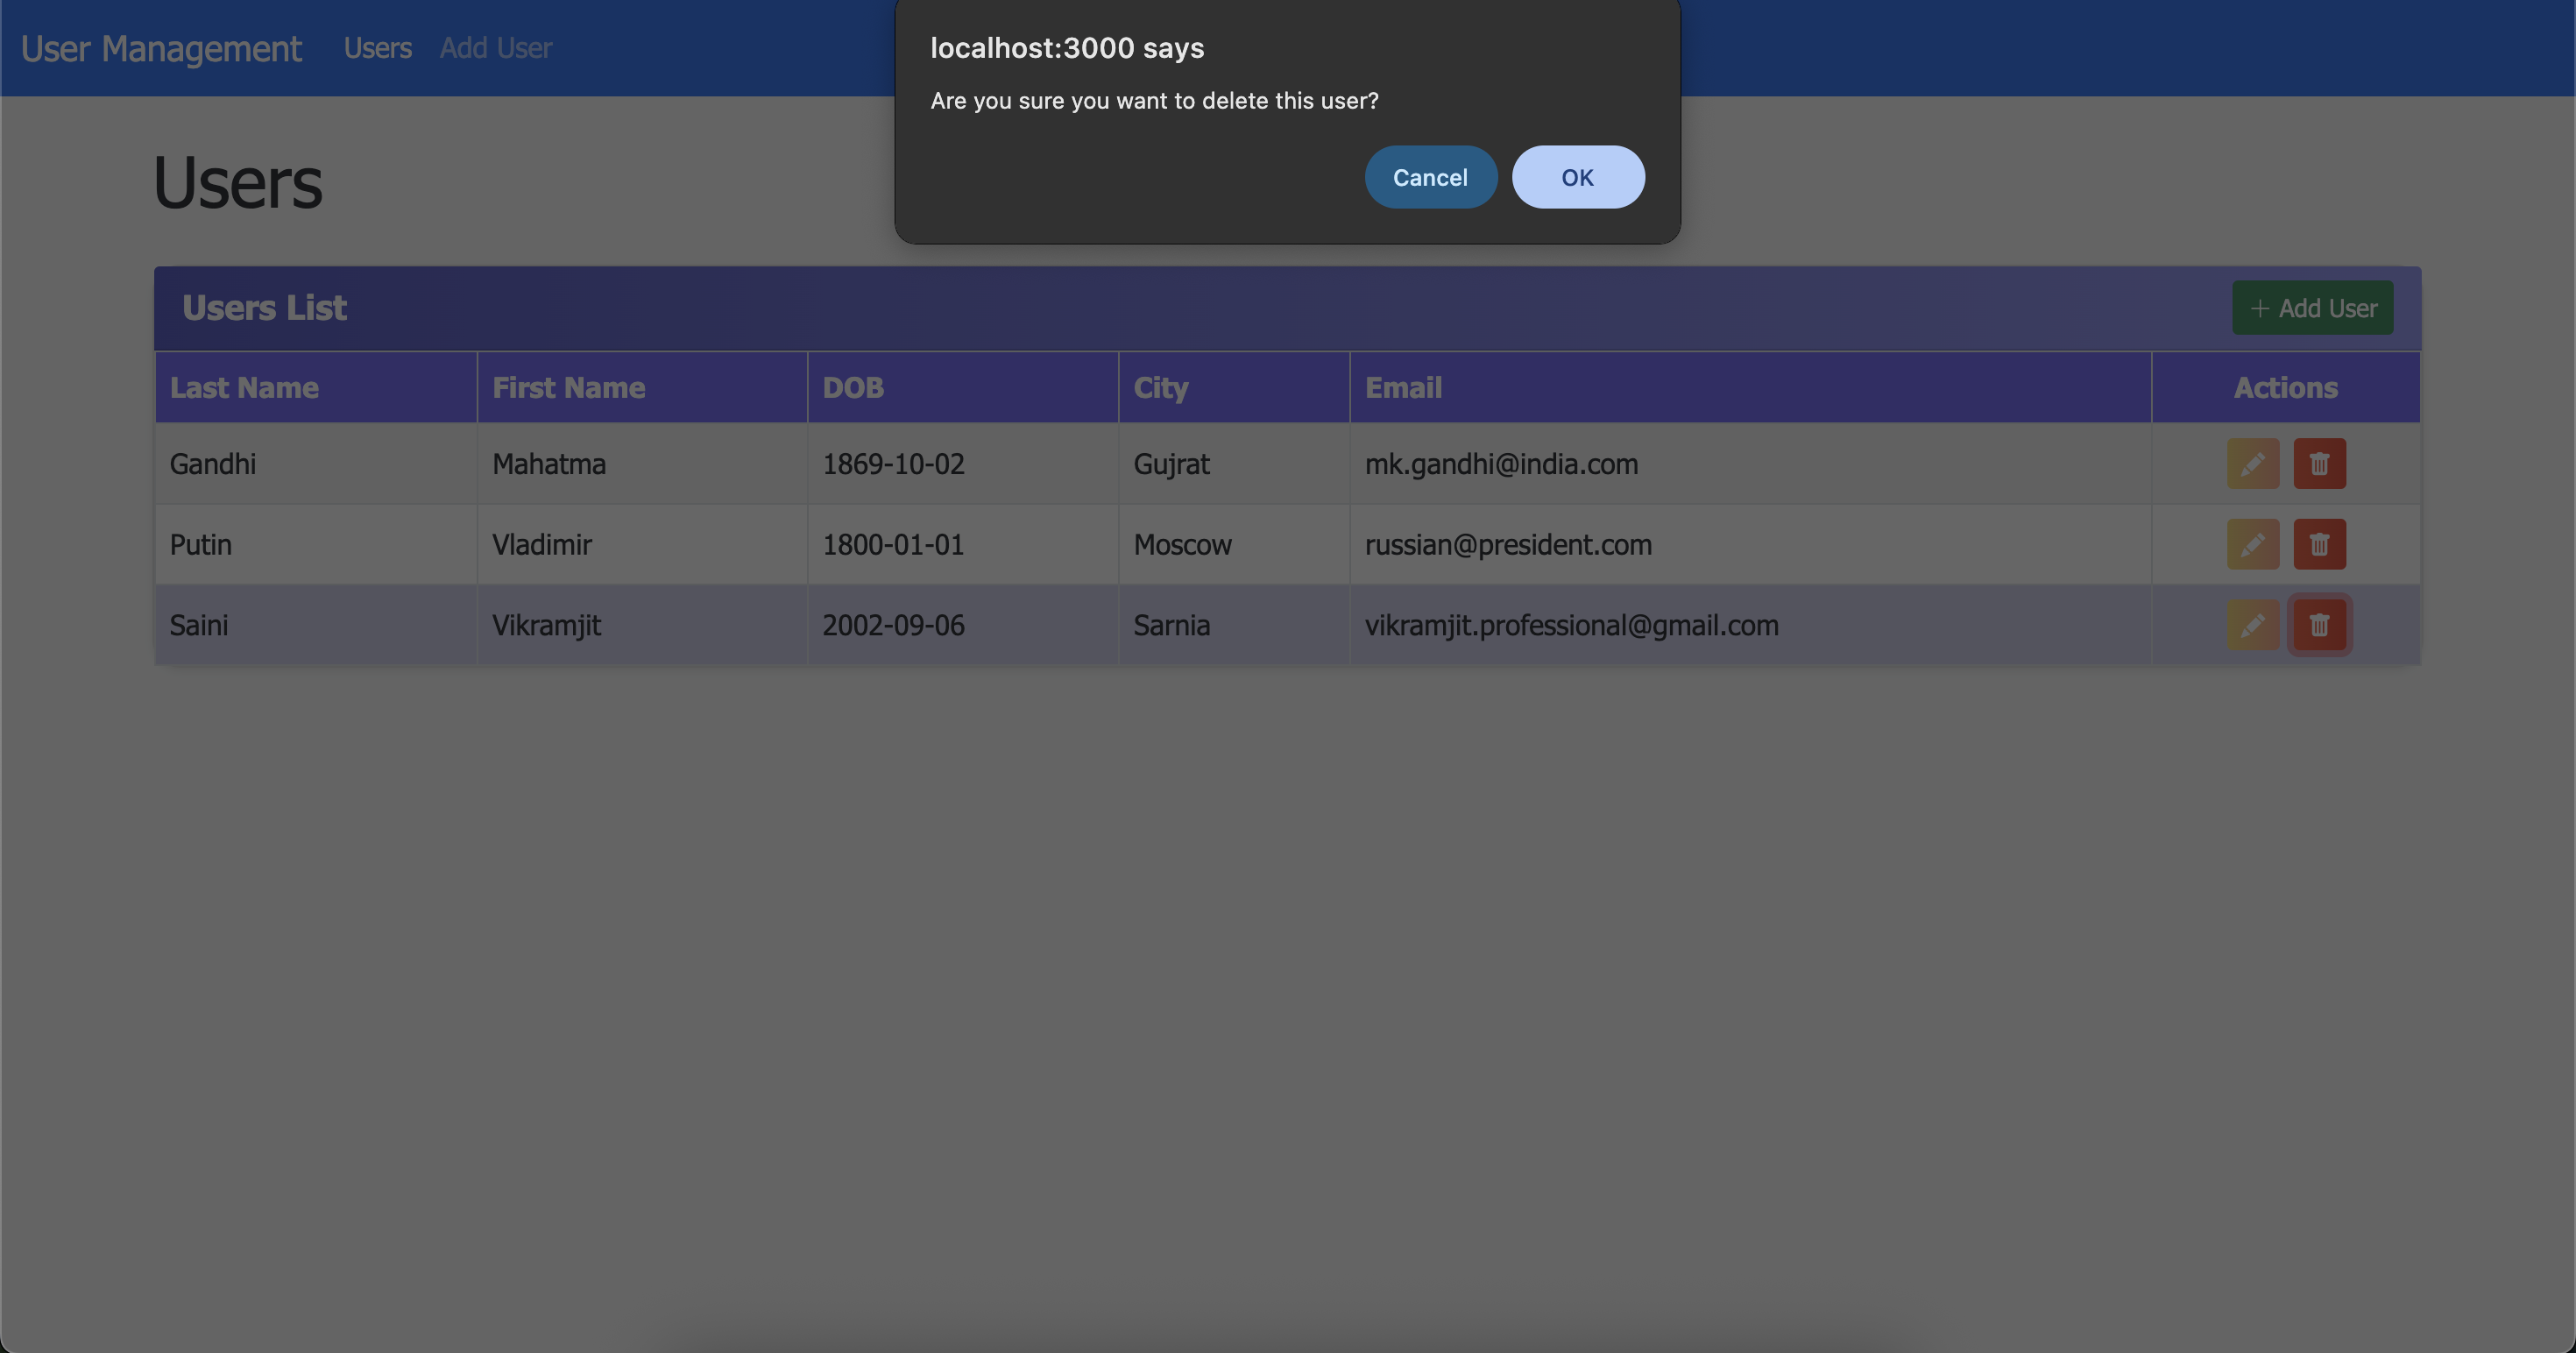 User Management Users Add User
localhost:3000 says
Are you sure you want to delete this user?
Cancel OK
Users
Users List + Add User
Last Name First Name DOB City Email Actions
Gandhi Mahatma 1869-10-02 Gujrat mk.gandhi@india.com
Putin Vladimir 1800-01-01 Moscow russian@president.com
Saini Vikramjit 2002-09-06 Sarnia vikramjit.professional@gmail.com